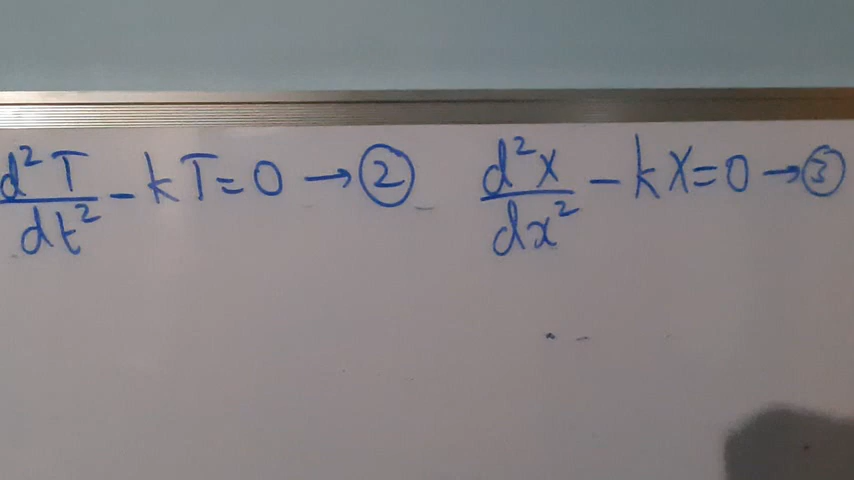 d²T/dt² - kT = 0 → ② d²X/dx² - kX = 0 → ③